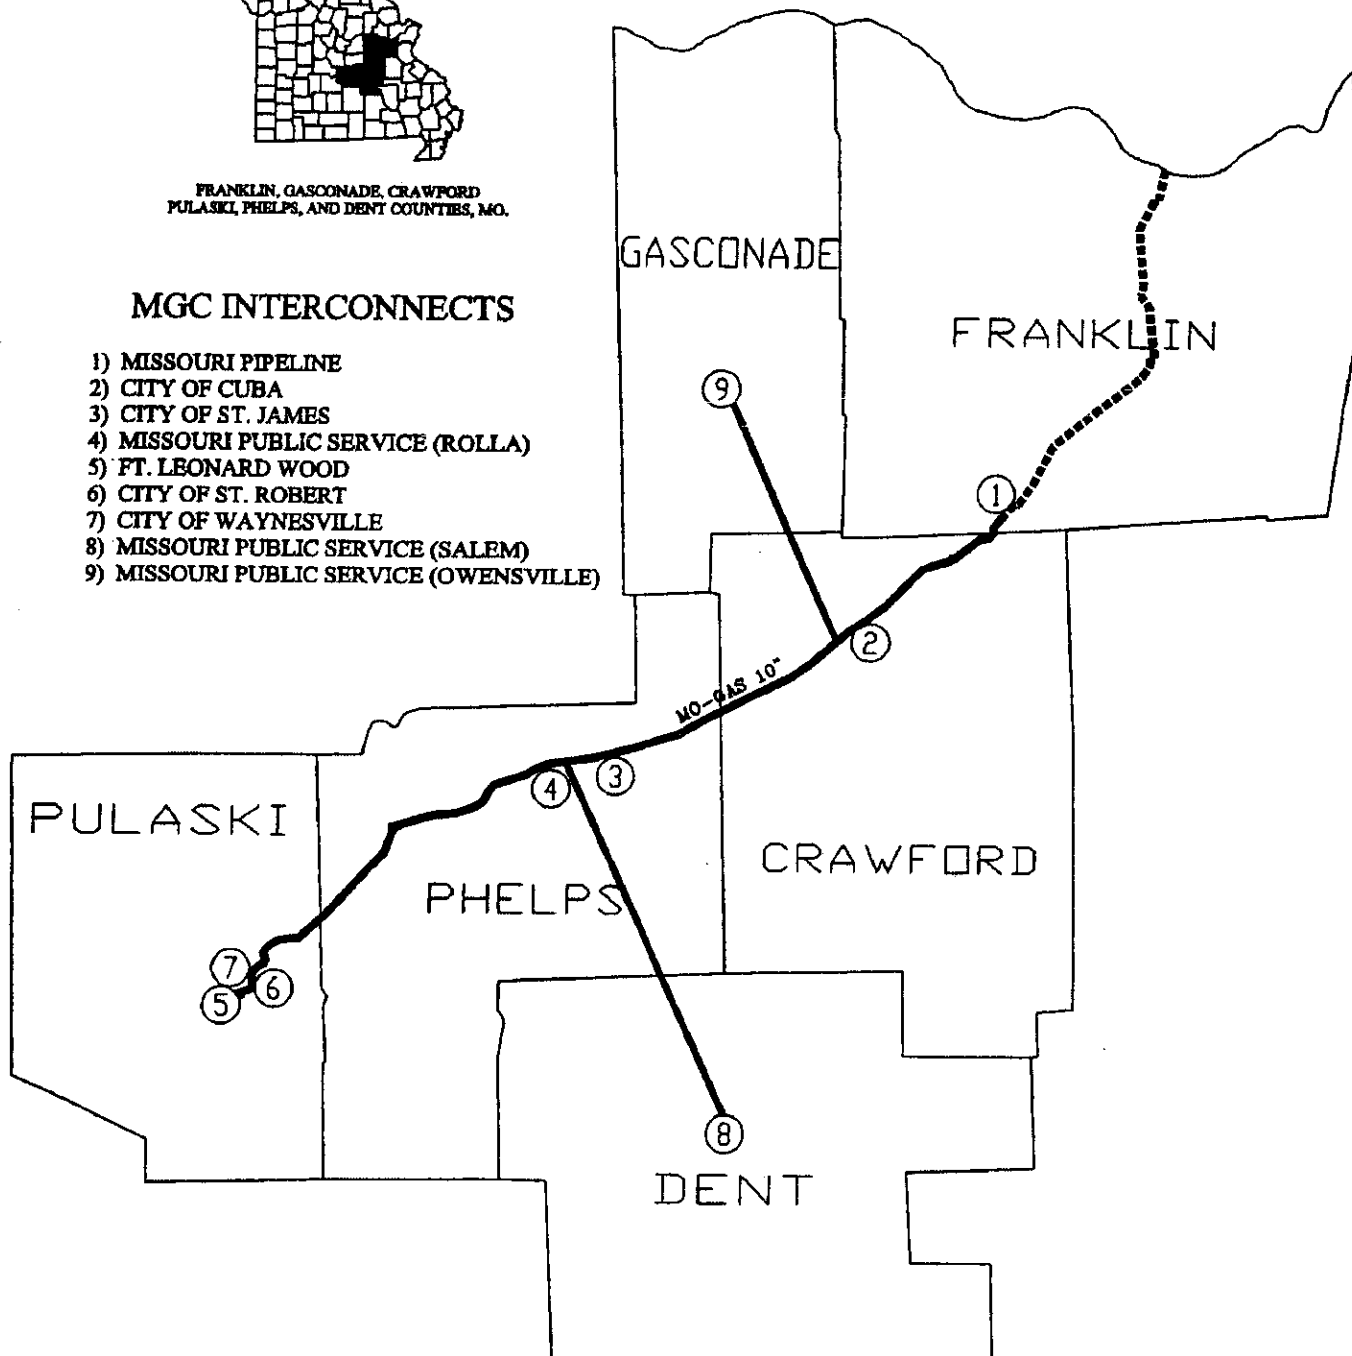 FRANKLIN, GASCONADE, CRAWFORD
PULASKI, PHELPS, AND DENT COUNTIES, MO.
MGC INTERCONNECTS
1) MISSOURI PIPELINE
2) CITY OF CUBA
3) CITY OF ST. JAMES
4) MISSOURI PUBLIC SERVICE (ROLLA)
5) FT. LEONARD WOOD
6) CITY OF ST. ROBERT
7) CITY OF WAYNESVILLE
8) MISSOURI PUBLIC SERVICE (SALEM)
9) MISSOURI PUBLIC SERVICE (OWENSVILLE)
GASCONADE
FRANKLIN
9
1
2
MO-GAS 10"
3
4
PULASKI
CRAWFORD
PHELPS
7
6
5
8
DENT